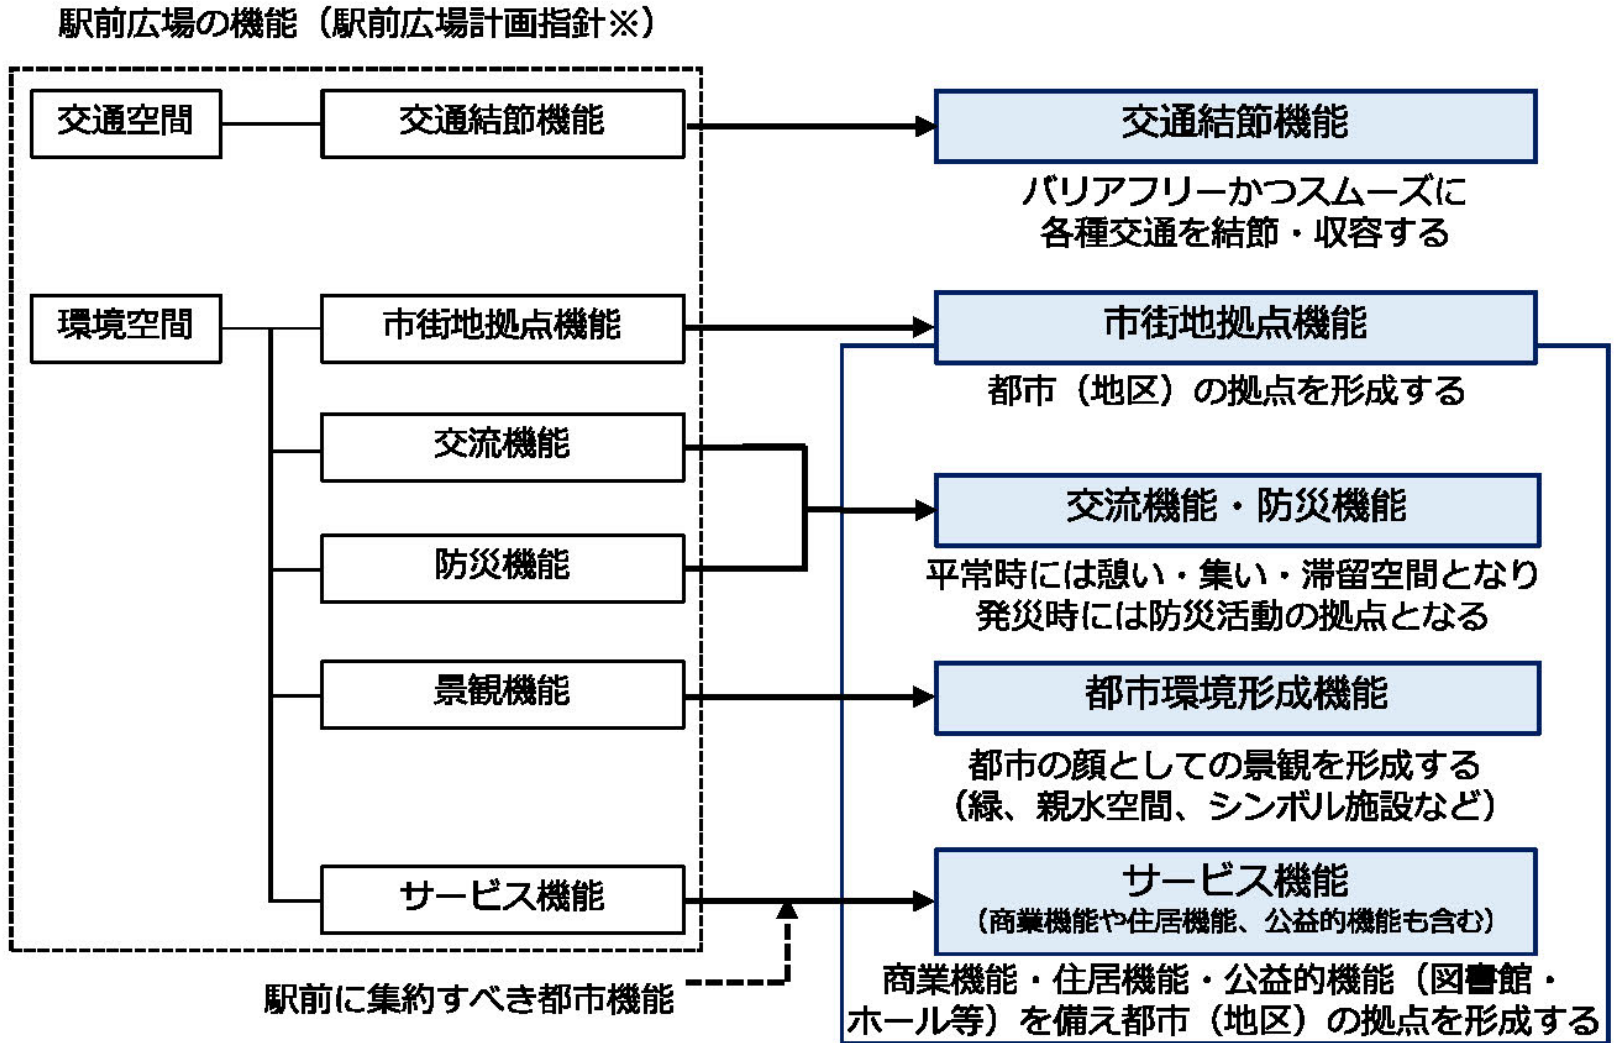 駅前広場の機能（駅前広場計画指針※）
交通空間
交通結節機能
交通結節機能
バリアフリーかつスムーズに
各種交通を結節・収容する
環境空間
市街地拠点機能
市街地拠点機能
都市（地区）の拠点を形成する
交流機能
防災機能
交流機能・防災機能
平常時には憩い・集い・滞留空間となり
発災時には防災活動の拠点となる
景観機能
都市環境形成機能
都市の顔としての景観を形成する
（緑、親水空間、シンボル施設など）
サービス機能
サービス機能
（商業機能や住居機能、公益的機能も含む）
駅前に集約すべき都市機能
商業機能・住居機能・公益的機能（図書館・
ホール等）を備え都市（地区）の拠点を形成する